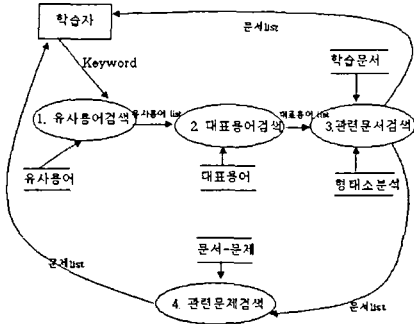 문서list
학습자
Keyword
학습문서
1. 유사용어검색
유사용어 list
2. 대표용어검색
대표용어 list
3.관련문서검색
유사용어
대표용어
형태소분석
문서-문제
문제list
4. 관련문제검색
문서list